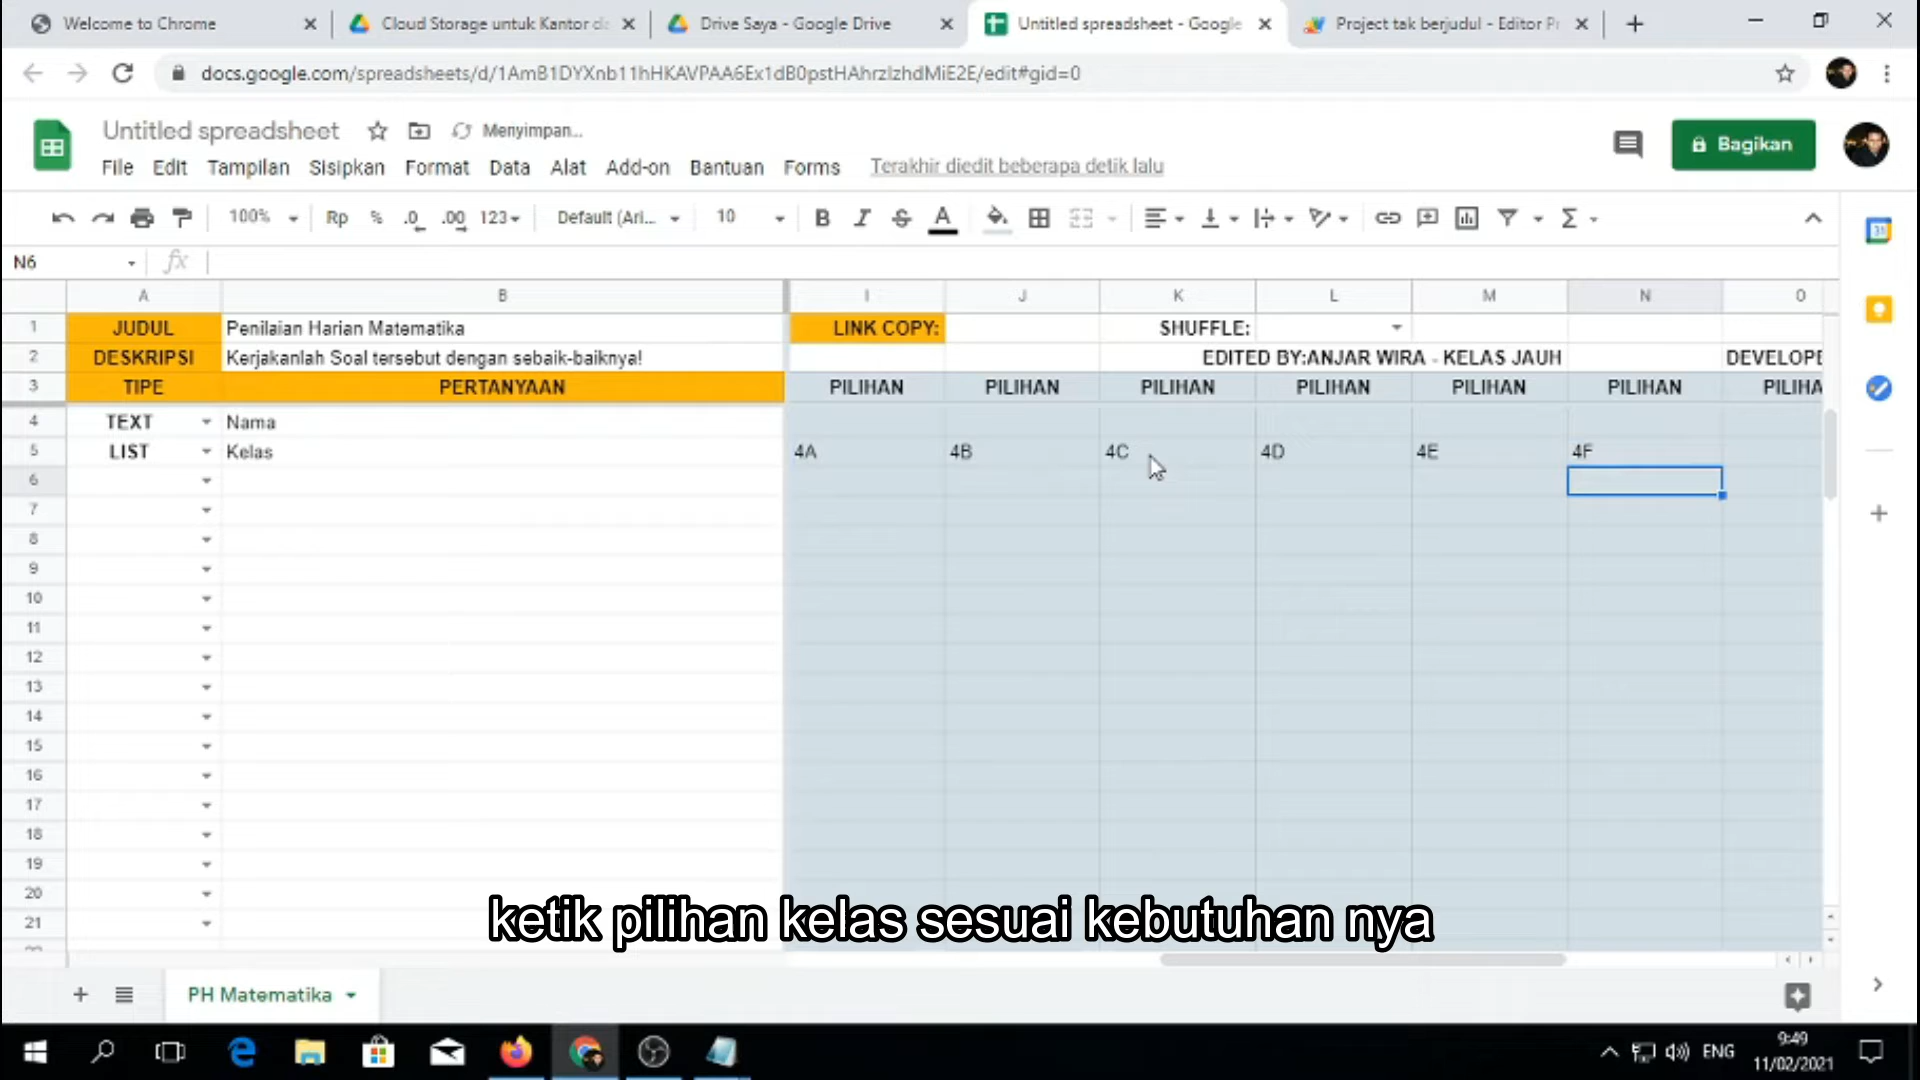 Welcome to Chrome
Cloud Storage untuk Kantor da
Drive Saya - Google Drive
Untitled spreadsheet - Google
Project tak berjudul - Editor Pr
docs.google.com/spreadsheets/d/1AmB1DYXnb11hHKAVPAA6Ex1dB0pstHAhrzIzhdMiE2E/edit#gid=0
Untitled spreadsheet
Menyimpan...
File Edit Tampilan Sisipkan Format Data Alat Add-on Bantuan Forms Terakhir diedit beberapa detik lalu
Bagikan
100% Rp % .0 .00 123 Default (Ari... 10 B I S A
N6 fx
A B I J K L M N O
1 JUDUL Penilaian Harian Matematika LINK COPY: SHUFFLE:
2 DESKRIPSI Kerjakanlah Soal tersebut dengan sebaik-baiknya! EDITED BY:ANJAR WIRA - KELAS JAUH DEVELOPE
3 TIPE PERTANYAAN PILIHAN PILIHAN PILIHAN PILIHAN PILIHAN PILIHAN PILIHA
4 TEXT Nama
5 LIST Kelas 4A 4B 4C 4D 4E 4F
6
7
8
9
10
11
12
13
14
15
16
17
18
19
20
21
ketik pilihan kelas sesuai kebutuhan nya
PH Matematika
ENG
9:49
11/02/2021